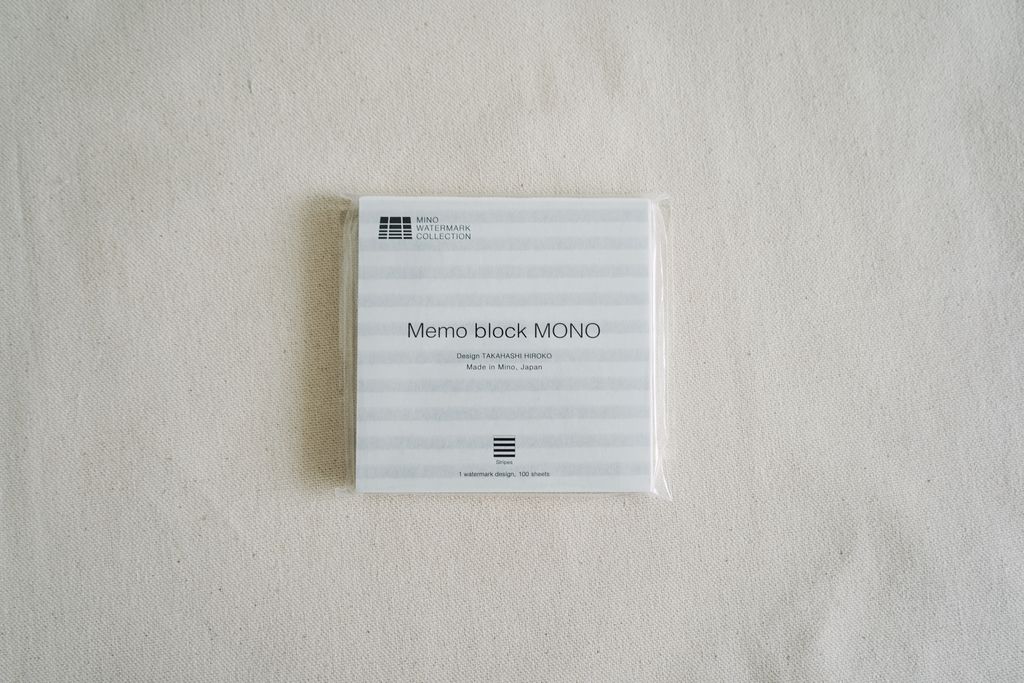 MINO
WATERMARK
COLLECTION
Memo block MONO
Design TAKAHASHI HIROKO
Made in Mino, Japan
Stripes
1 watermark design, 100 sheets